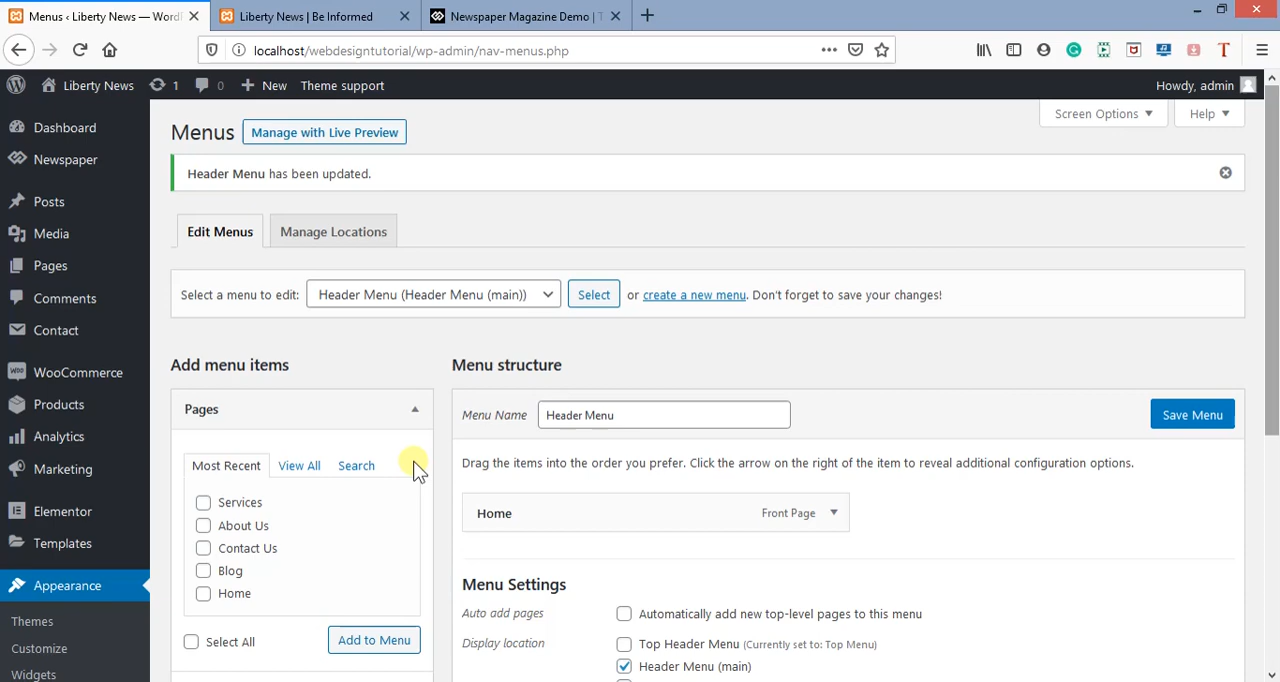 Menus ‹ Liberty News — WordP
Liberty News | Be Informed
Newspaper Magazine Demo | T
localhost/webdesigntutorial/wp-admin/nav-menus.php
Liberty News
1
0
New
Theme support
Howdy, admin
Dashboard
Newspaper
Posts
Media
Pages
Comments
Contact
WooCommerce
Products
Analytics
Marketing
Elementor
Templates
Appearance
Themes
Customize
Widgets
Screen Options
Help
Menus
Manage with Live Preview
Header Menu has been updated.
Edit Menus
Manage Locations
Select a menu to edit:
Header Menu (Header Menu (main))
Select
or create a new menu. Don't forget to save your changes!
Add menu items
Pages
Most Recent
View All
Search
Services
About Us
Contact Us
Blog
Home
Select All
Add to Menu
Menu structure
Menu Name
Header Menu
Save Menu
Drag the items into the order you prefer. Click the arrow on the right of the item to reveal additional configuration options.
Home
Front Page
Menu Settings
Auto add pages
Automatically add new top-level pages to this menu
Display location
Top Header Menu (Currently set to: Top Menu)
Header Menu (main)